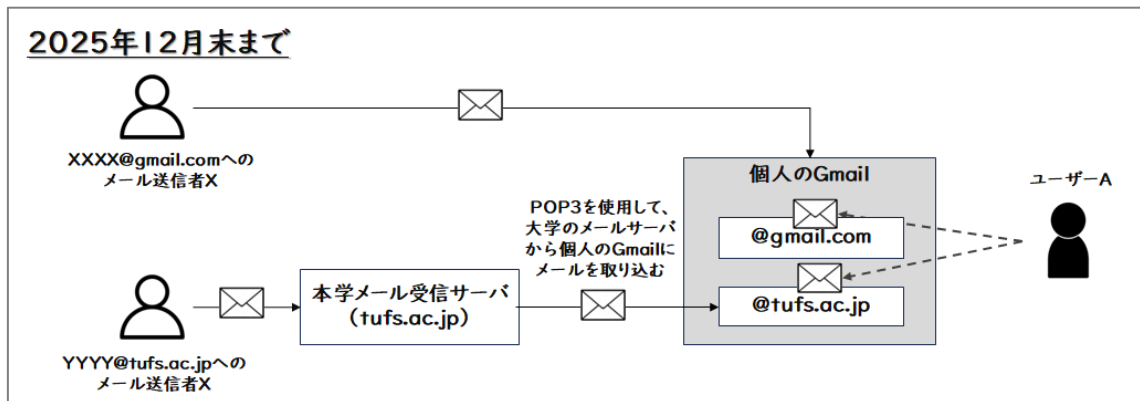 2025年12月末まで
XXXX@gmail.comへの
メール送信者X
個人のGmail
@gmail.com
@tufs.ac.jp
ユーザーA
POP3を使用して、
大学のメールサーバ
から個人のGmailに
メールを取り込む
本学メール受信サーバ
(tufs.ac.jp)
YYYY@tufs.ac.jpへの
メール送信者X